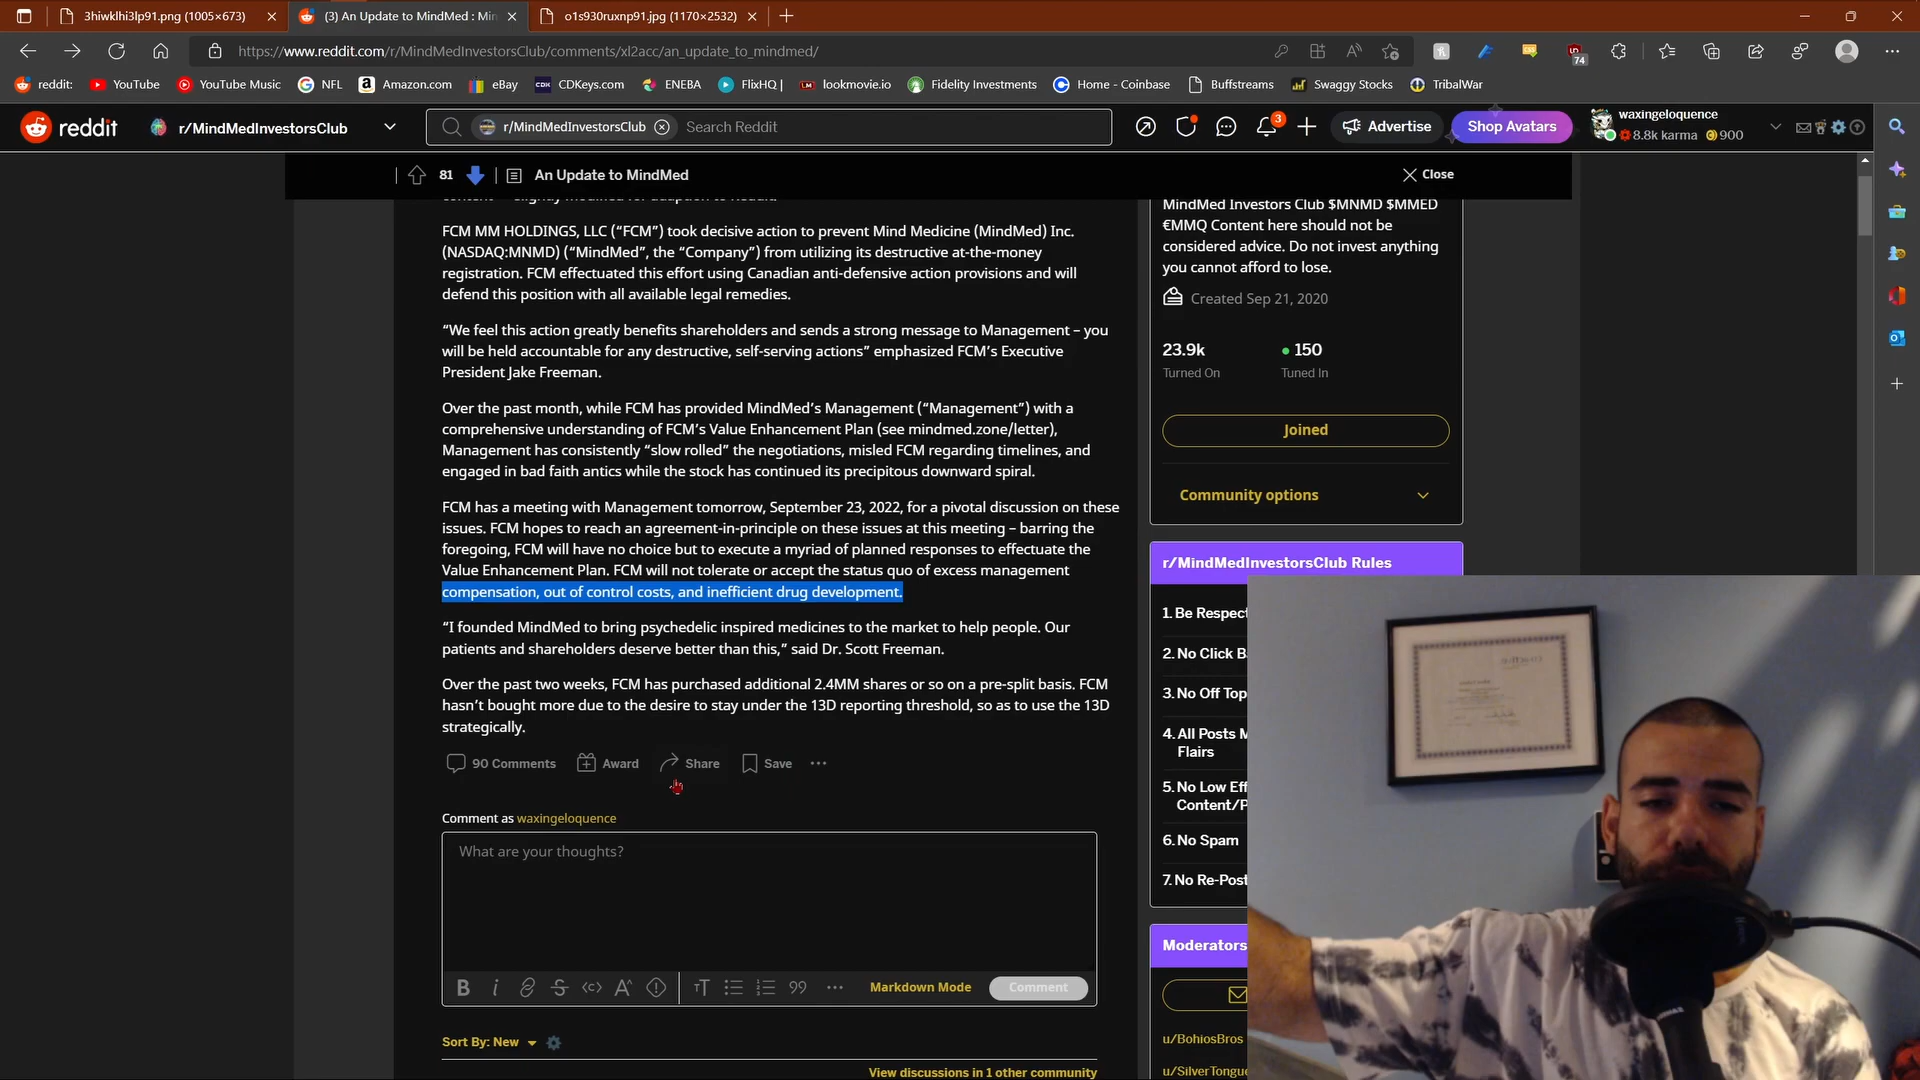 3hiwklhi3lp91.png (1005×673)
(3) An Update to MindMed : Min
o1s930ruxnp91.jpg (1170×2532)
https://www.reddit.com/r/MindMedInvestorsClub/comments/xl2acc/an_update_to_mindmed/
74
reddit:
YouTube
YouTube Music
NFL
Amazon.com
eBay
CDKeys.com
ENEBA
FlixHQ |
lookmovie.io
Fidelity Investments
Home - Coinbase
Buffstreams
Swaggy Stocks
TribalWar
reddit
r/MindMedInvestorsClub
r/MindMedInvestorsClub
Search Reddit
3
Advertise
Shop Avatars
waxingeloquence
8.8k karma
900
81
An Update to MindMed
Close
FCM MM HOLDINGS, LLC (“FCM”) took decisive action to prevent Mind Medicine (MindMed) Inc.
(NASDAQ:MNMD) (“MindMed”, the “Company”) from utilizing its destructive at-the-money
registration. FCM effectuated this effort using Canadian anti-defensive action provisions and will
defend this position with all available legal remedies.
“We feel this action greatly benefits shareholders and sends a strong message to Management – you
will be held accountable for any destructive, self-serving actions” emphasized FCM’s Executive
President Jake Freeman.
Over the past month, while FCM has provided MindMed’s Management (“Management”) with a
comprehensive understanding of FCM’s Value Enhancement Plan (see mindmed.zone/letter),
Management has consistently “slow rolled” the negotiations, misled FCM regarding timelines, and
engaged in bad faith antics while the stock has continued its precipitous downward spiral.
FCM has a meeting with Management tomorrow, September 23, 2022, for a pivotal discussion on these
issues. FCM hopes to reach an agreement-in-principle on these issues at this meeting – barring the
foregoing, FCM will have no choice but to execute a myriad of planned responses to effectuate the
Value Enhancement Plan. FCM will not tolerate or accept the status quo of excess management
compensation, out of control costs, and inefficient drug development.
“I founded MindMed to bring psychedelic inspired medicines to the market to help people. Our
patients and shareholders deserve better than this,” said Dr. Scott Freeman.
Over the past two weeks, FCM has purchased additional 2.4MM shares or so on a pre-split basis. FCM
hasn’t bought more due to the desire to stay under the 13D reporting threshold, so as to use the 13D
strategically.
90 Comments
Award
Share
Save
Comment as waxingeloquence
What are your thoughts?
Markdown Mode
Comment
Sort By: New
View discussions in 1 other community
MindMed Investors Club $MNMD $MMED
€MMQ Content here should not be
considered advice. Do not invest anything
you cannot afford to lose.
Created Sep 21, 2020
23.9k
150
Turned On
Tuned In
Joined
Community options
r/MindMedInvestorsClub Rules
1. Be Respect
2. No Click B
3. No Off Top
4. All Posts M
Flairs
5. No Low Eff
Content/P
6. No Spam
7. No Re-Post
Moderators
u/BohiosBros
u/SilverTongue